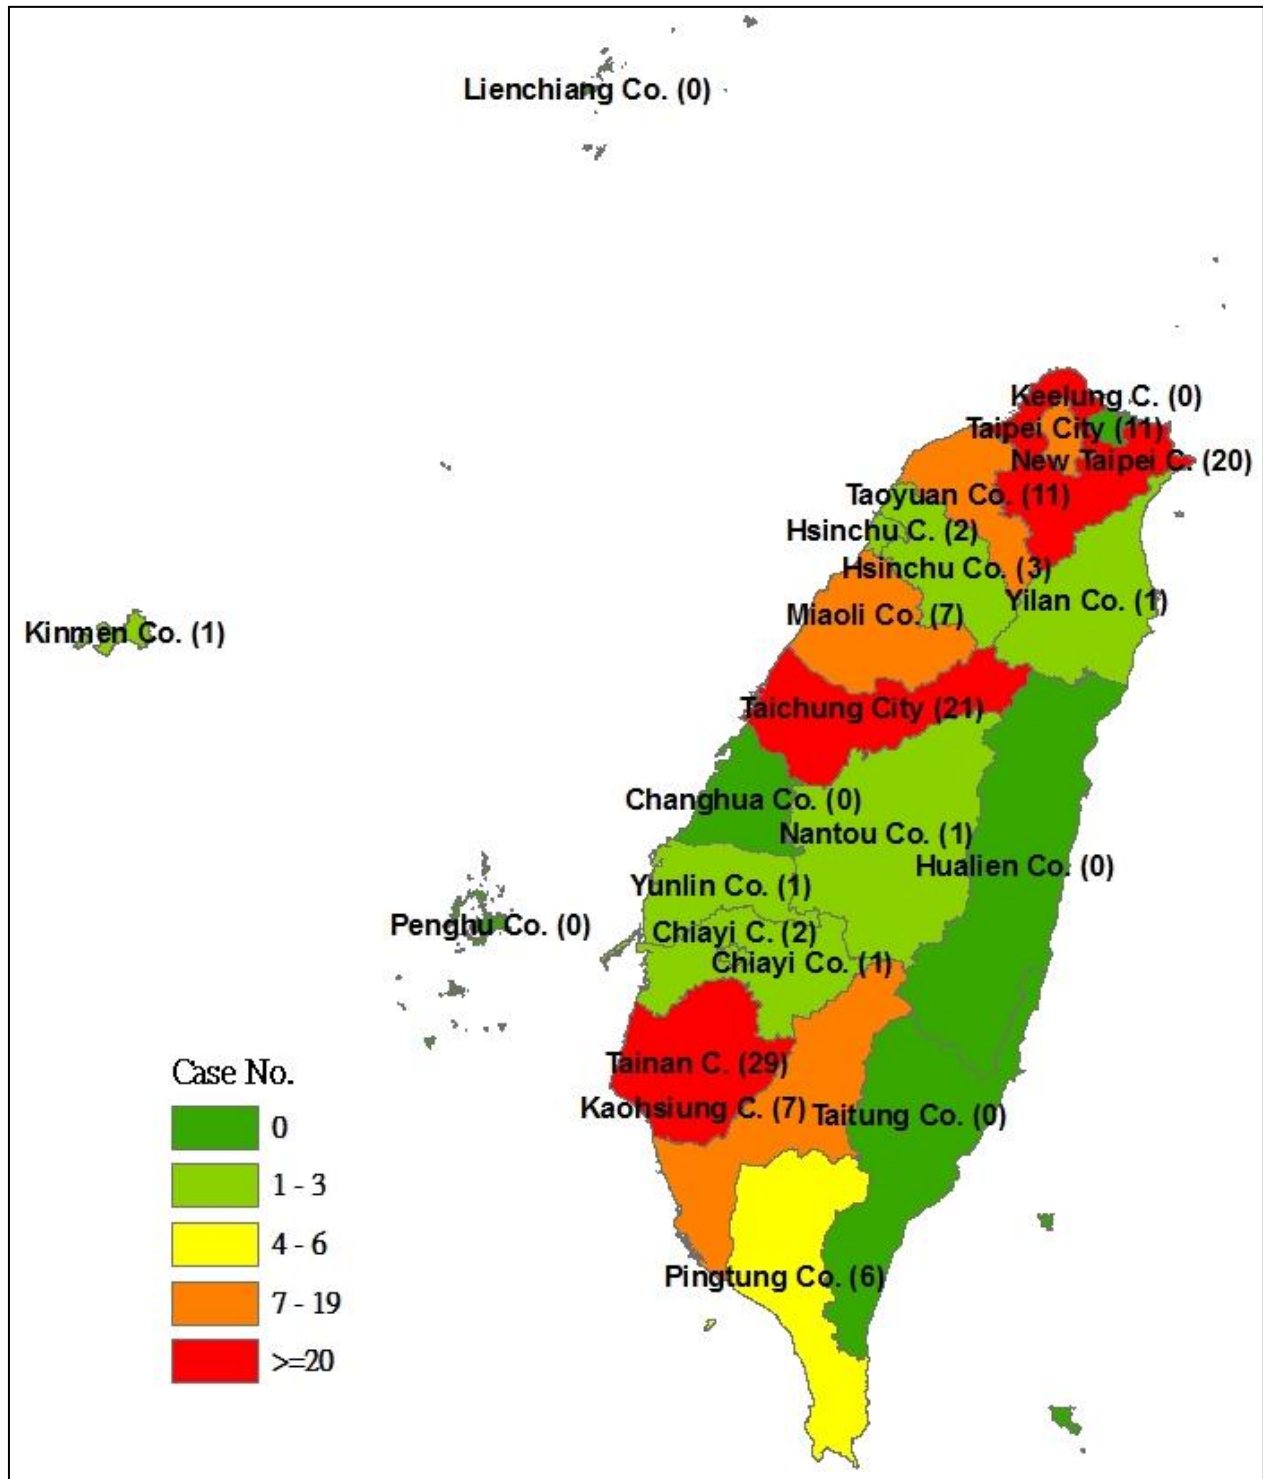 Lienchiang Co. (0)
Keelung C. (0)
Taipei City (11)
New Taipei C. (20)
Taoyuan Co. (11)
Hsinchu C. (2)
Hsinchu Co. (3)
Yilan Co. (1)
Miaoli Co. (7)
Kinmen Co. (1)
Taichung City (21)
Changhua Co. (0)
Nantou Co. (1)
Hualien Co. (0)
Yunlin Co. (1)
Penghu Co. (0)
Chiayi C. (2)
Chiayi Co. (1)
Tainan C. (29)
Kaohsiung C. (7)
Taitung Co. (0)
Pingtung Co. (6)
Case No.
0
1 - 3
4 - 6
7 - 19
>=20